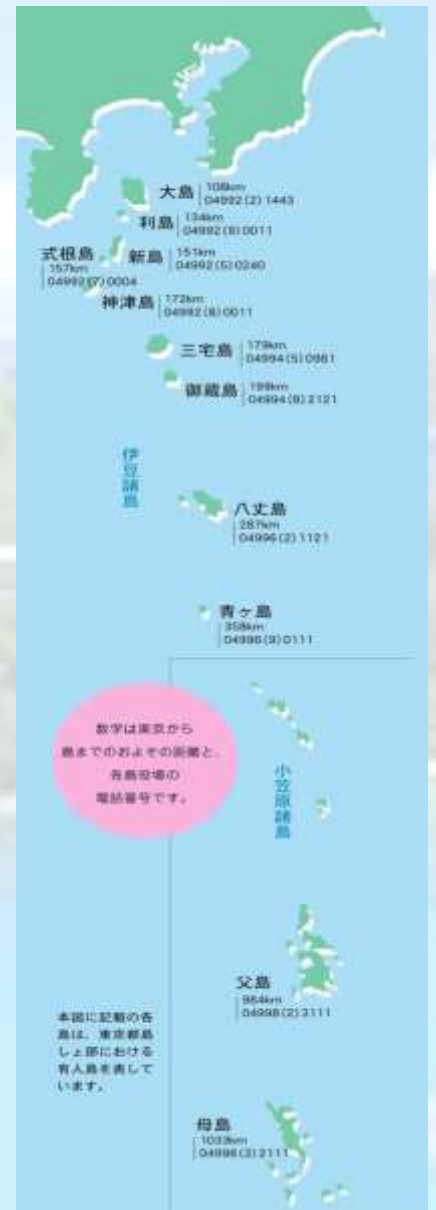 大島
108km
04992(2)1443
利島
134km
04992(9)0011
式根島
157km
04992(7)0004
新島
151km
04992(5)0240
神津島
172km
04992(8)0011
三宅島
179km
04994(5)0981
御蔵島
199km
04994(8)2121
伊豆諸島
八丈島
287km
04996(2)1121
青ヶ島
358km
04996(9)0111
数字は東京から
島までのおよその距離と、
各島役場の
電話番号です。
小笠原諸島
父島
984km
04998(2)3111
本図に記載の各
島は、東京都島
しょ部における
有人島を表して
います。
母島
1033km
04998(3)2111